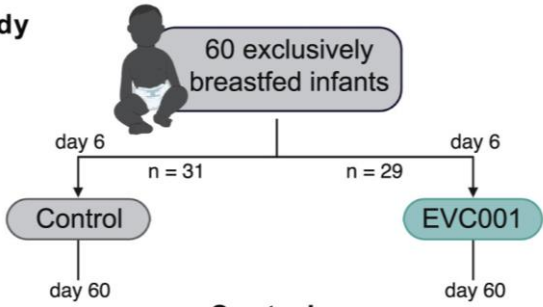 dy
60 exclusively
breastfed infants
day 6
day 6
n = 31
n = 29
Control
EVC001
day 60
day 60